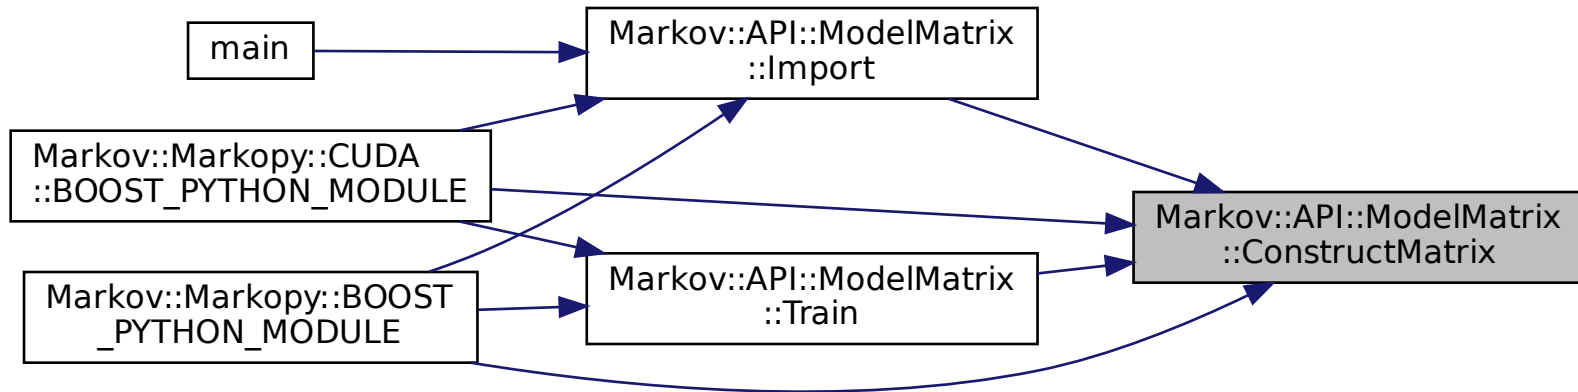 main
Markov::API::ModelMatrix
::Import
Markov::Markopy::CUDA
::BOOST_PYTHON_MODULE
Markov::API::ModelMatrix
::ConstructMatrix
Markov::Markopy::BOOST
_PYTHON_MODULE
Markov::API::ModelMatrix
::Train